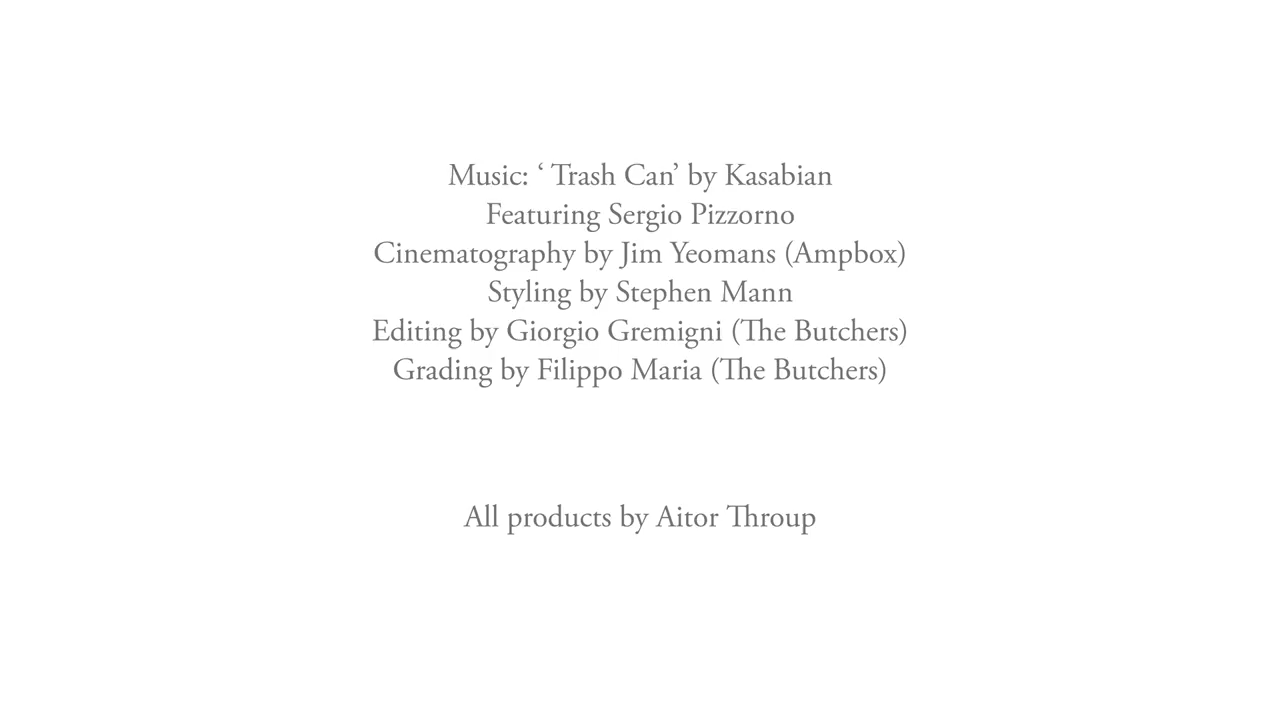 Music: ‘ Trash Can’ by Kasabian
Featuring Sergio Pizzorno
Cinematography by Jim Yeomans (Ampbox)
Styling by Stephen Mann
Editing by Giorgio Gremigni (The Butchers)
Grading by Filippo Maria (The Butchers)
All products by Aitor Throup